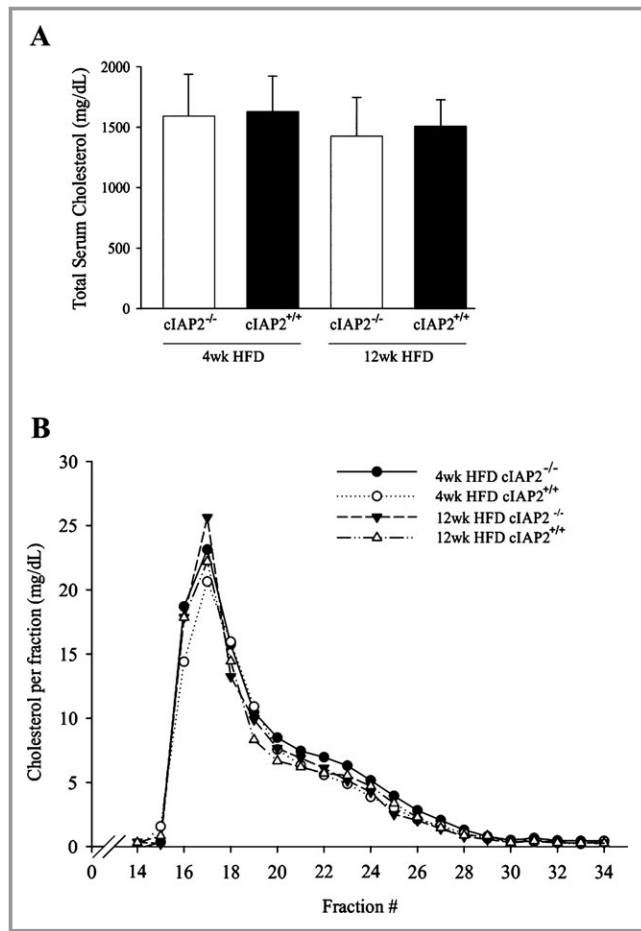 A
Total Serum Cholesterol (mg/dL)
2000
1500
1000
500
0
cIAP2-/- cIAP2+/+ cIAP2-/- cIAP2+/+
4wk HFD 12wk HFD
B
Cholesterol per fraction (mg/dL)
30
25
20
15
10
5
0
4wk HFD cIAP2-/-
4wk HFD cIAP2+/+
12wk HFD cIAP2 -/-
12wk HFD cIAP2+/+
0 14 16 18 20 22 24 26 28 30 32 34
Fraction #